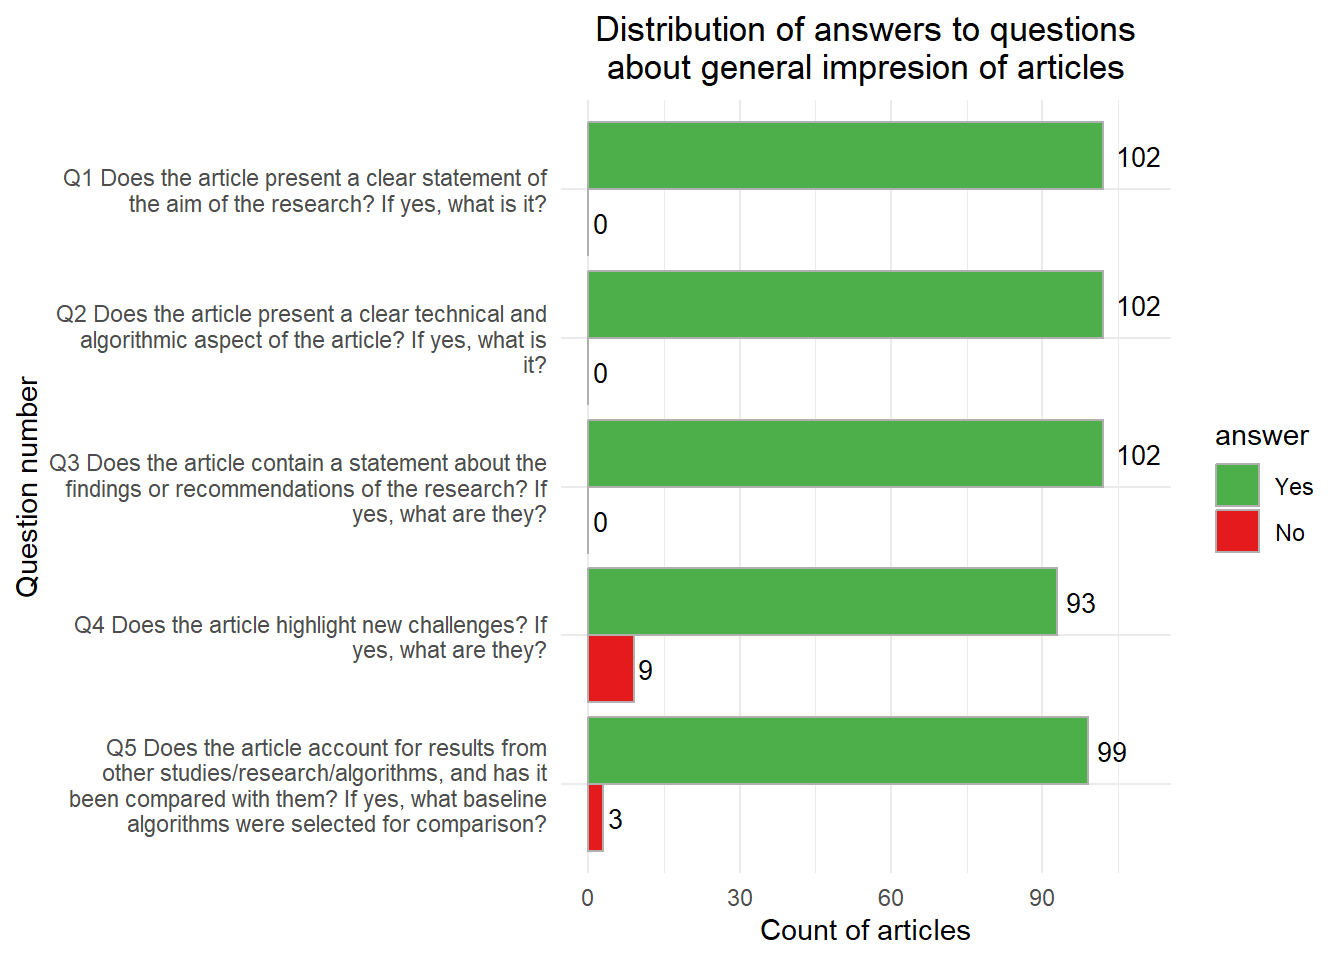 Distribution of answers to questions
about general impresion of articles
Question number
Q1 Does the article present a clear statement of
the aim of the research? If yes, what is it?
102
0
Q2 Does the article present a clear technical and
algorithmic aspect of the article? If yes, what is
it?
102
0
Q3 Does the article contain a statement about the
findings or recommendations of the research? If
yes, what are they?
102
0
Q4 Does the article highlight new challenges? If
yes, what are they?
93
9
Q5 Does the article account for results from
other studies/research/algorithms, and has it
been compared with them? If yes, what baseline
algorithms were selected for comparison?
99
3
0 30 60 90
Count of articles
answer
Yes
No